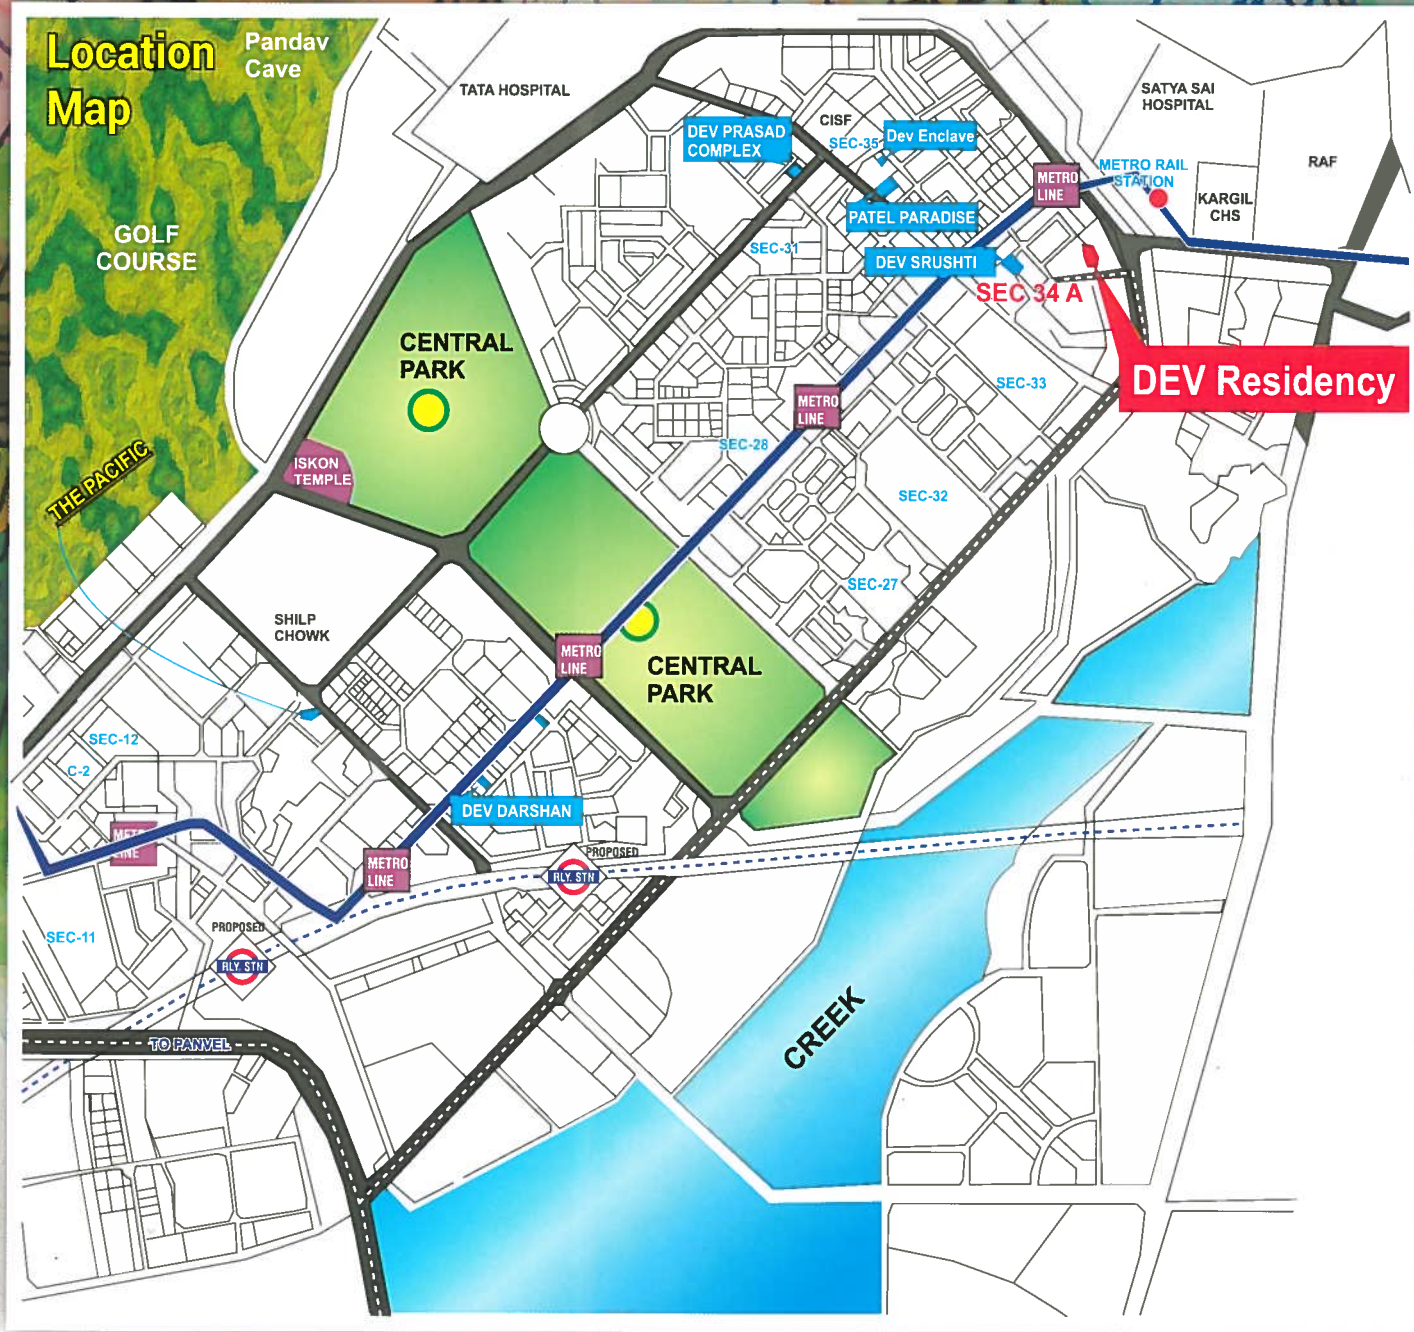 Location
Map
Pandav
Cave
TATA HOSPITAL
SATYA SAI
HOSPITAL
CISF
DEV PRASAD
COMPLEX
SEC-35
Dev Enclave
METRO RAIL
STATION
RAF
METRO
LINE
KARGIL
CHS
PATEL PARADISE
GOLF
COURSE
SEC-31
DEV SRUSHTI
SEC 34 A
CENTRAL
PARK
DEV Residency
SEC-33
METRO
LINE
SEC-28
ISKON
TEMPLE
THE PACIFIC
SEC-32
SEC-27
SHILP
CHOWK
METRO
LINE
CENTRAL
PARK
SEC-12
C-2
DEV DARSHAN
METRO
LINE
METRO
LINE
PROPOSED
RLY. STN
PROPOSED
RLY. STN
SEC-11
CREEK
TO PANVEL